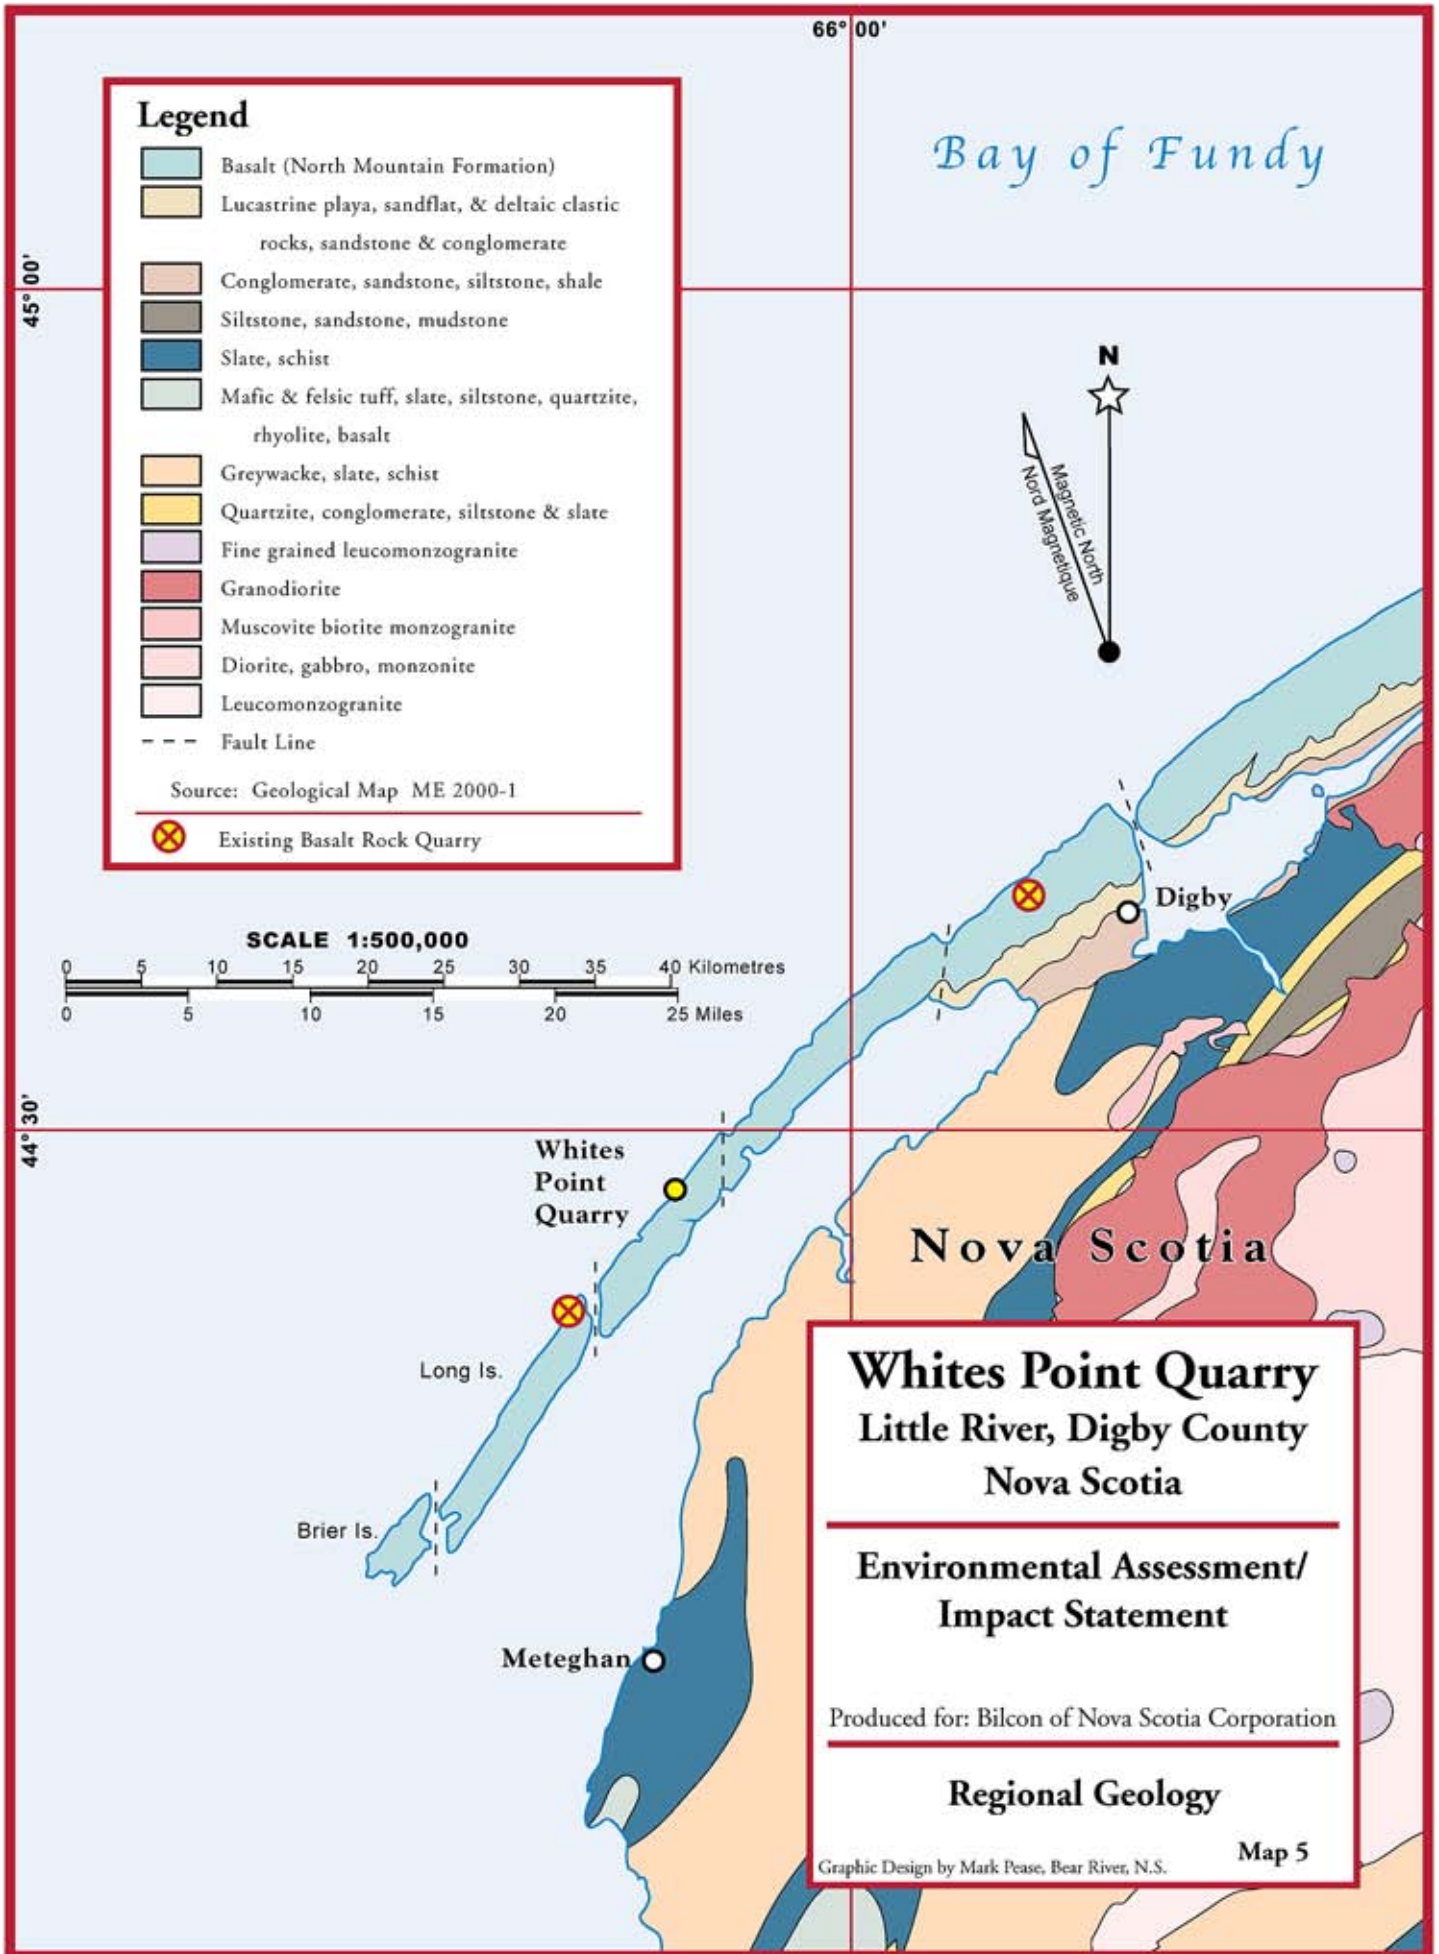 66° 00'
Bay of Fundy
Legend
Basalt (North Mountain Formation)
Lucastrine playa, sandflat, & deltaic clastic
rocks, sandstone & conglomerate
Conglomerate, sandstone, siltstone, shale
Siltstone, sandstone, mudstone
Slate, schist
Mafic & felsic tuff, slate, siltstone, quartzite,
rhyolite, basalt
Greywacke, slate, schist
Quartzite, conglomerate, siltstone & slate
Fine grained leucomonzogranite
Granodiorite
Muscovite biotite monzogranite
Diorite, gabbro, monzonite
Leucomonzogranite
Fault Line
Source: Geological Map ME 2000-1
Existing Basalt Rock Quarry
45° 00'
N
Magnetic North
Nord Magnetique
Digby
SCALE 1:500,000
0 5 10 15 20 25 30 35 40 Kilometres
0 5 10 15 20 25 Miles
44° 30'
Whites
Point
Quarry
Nova Scotia
Long Is.
Brier Is.
Meteghan
Whites Point Quarry
Little River, Digby County
Nova Scotia
Environmental Assessment/
Impact Statement
Produced for: Bilcon of Nova Scotia Corporation
Regional Geology
Map 5
Graphic Design by Mark Pease, Bear River, N.S.